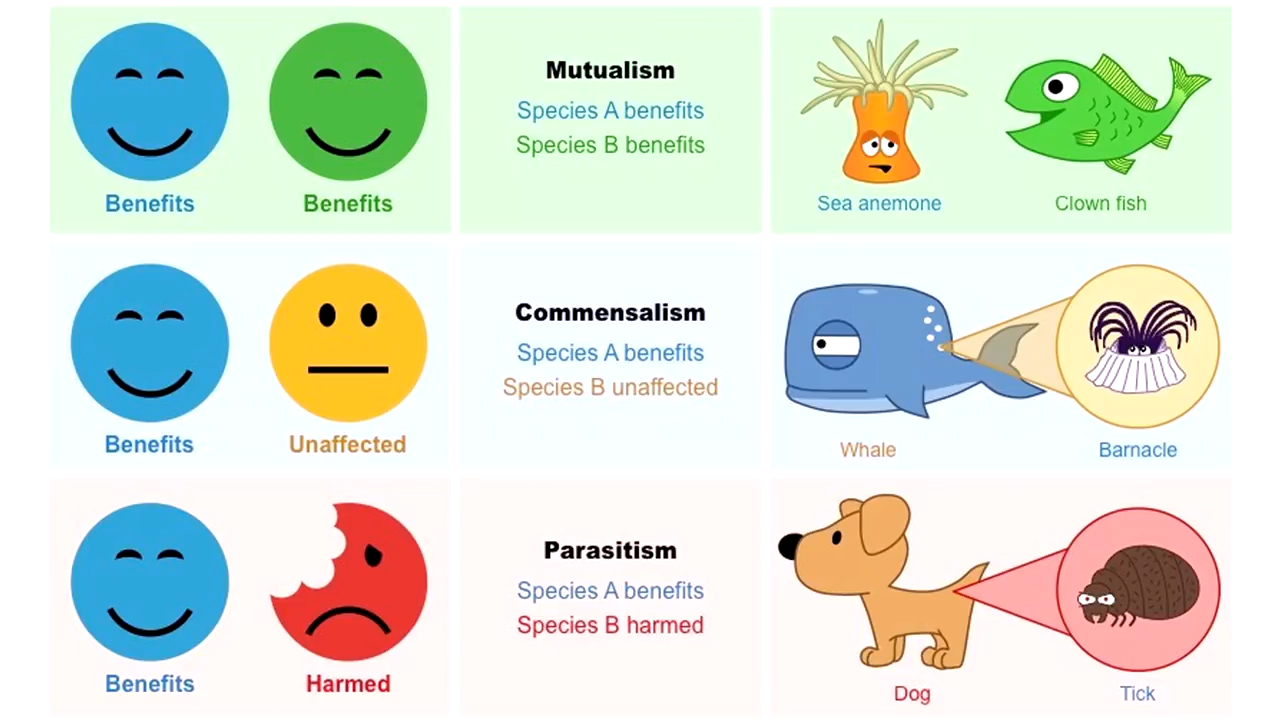 Mutualism
Species A benefits
Species B benefits
Benefits
Benefits
Sea anemone
Clown fish
Commensalism
Species A benefits
Species B unaffected
Benefits
Unaffected
Whale
Barnacle
Parasitism
Species A benefits
Species B harmed
Benefits
Harmed
Dog
Tick